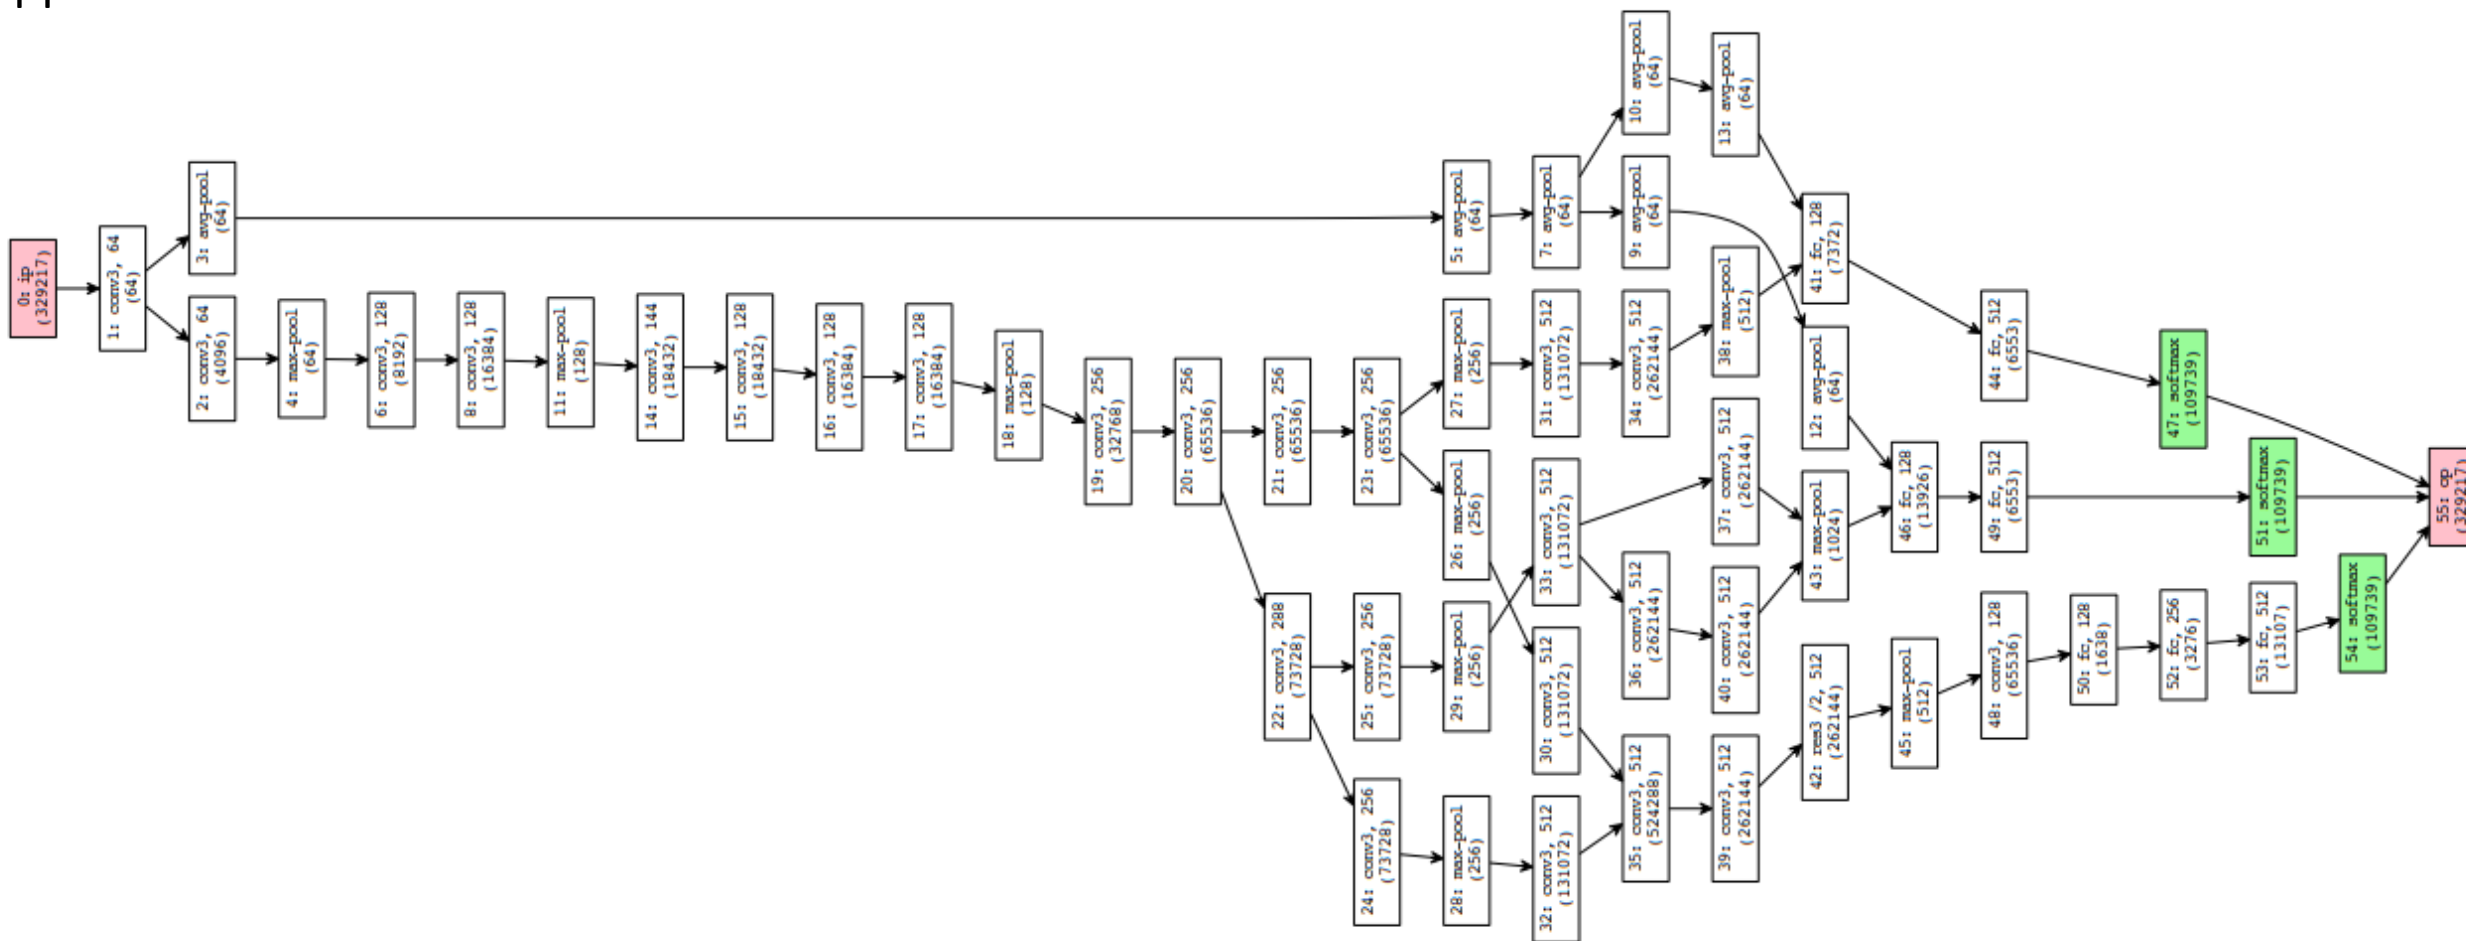 0: ip
(329217)
1: conv3, 64
(64)
2: conv3, 64
(4096)
3: avg-pool
(64)
4: max-pool
(64)
5: avg-pool
(64)
6: conv3, 128
(8192)
7: avg-pool
(64)
8: conv3, 128
(16384)
9: avg-pool
(64)
10: avg-pool
(64)
11: max-pool
(128)
12: avg-pool
(64)
13: avg-pool
(64)
14: conv3, 144
(18432)
15: conv3, 128
(18432)
16: conv3, 128
(16384)
17: conv3, 128
(16384)
18: max-pool
(128)
19: conv3, 256
(32768)
20: conv3, 256
(65536)
21: conv3, 256
(65536)
22: conv3, 288
(73728)
23: conv3, 256
(65536)
24: conv3, 256
(73728)
25: conv3, 256
(73728)
26: max-pool
(256)
27: max-pool
(256)
28: max-pool
(256)
29: max-pool
(256)
30: conv3, 512
(131072)
31: conv3, 512
(131072)
32: conv3, 512
(131072)
33: conv3, 512
(131072)
34: conv3, 512
(262144)
35: conv3, 512
(524288)
36: conv3, 512
(262144)
37: conv3, 512
(262144)
38: max-pool
(512)
39: conv3, 512
(262144)
40: conv3, 512
(262144)
41: fc, 128
(7372)
42: res3 /2, 512
(262144)
43: max-pool
(1024)
44: fc, 512
(6553)
45: max-pool
(512)
46: fc, 128
(13926)
47: softmax
(109739)
48: conv3, 128
(65536)
49: fc, 512
(6553)
50: fc, 128
(1638)
51: softmax
(109739)
52: fc, 256
(3276)
53: fc, 512
(13107)
54: softmax
(109739)
55: op
(329217)